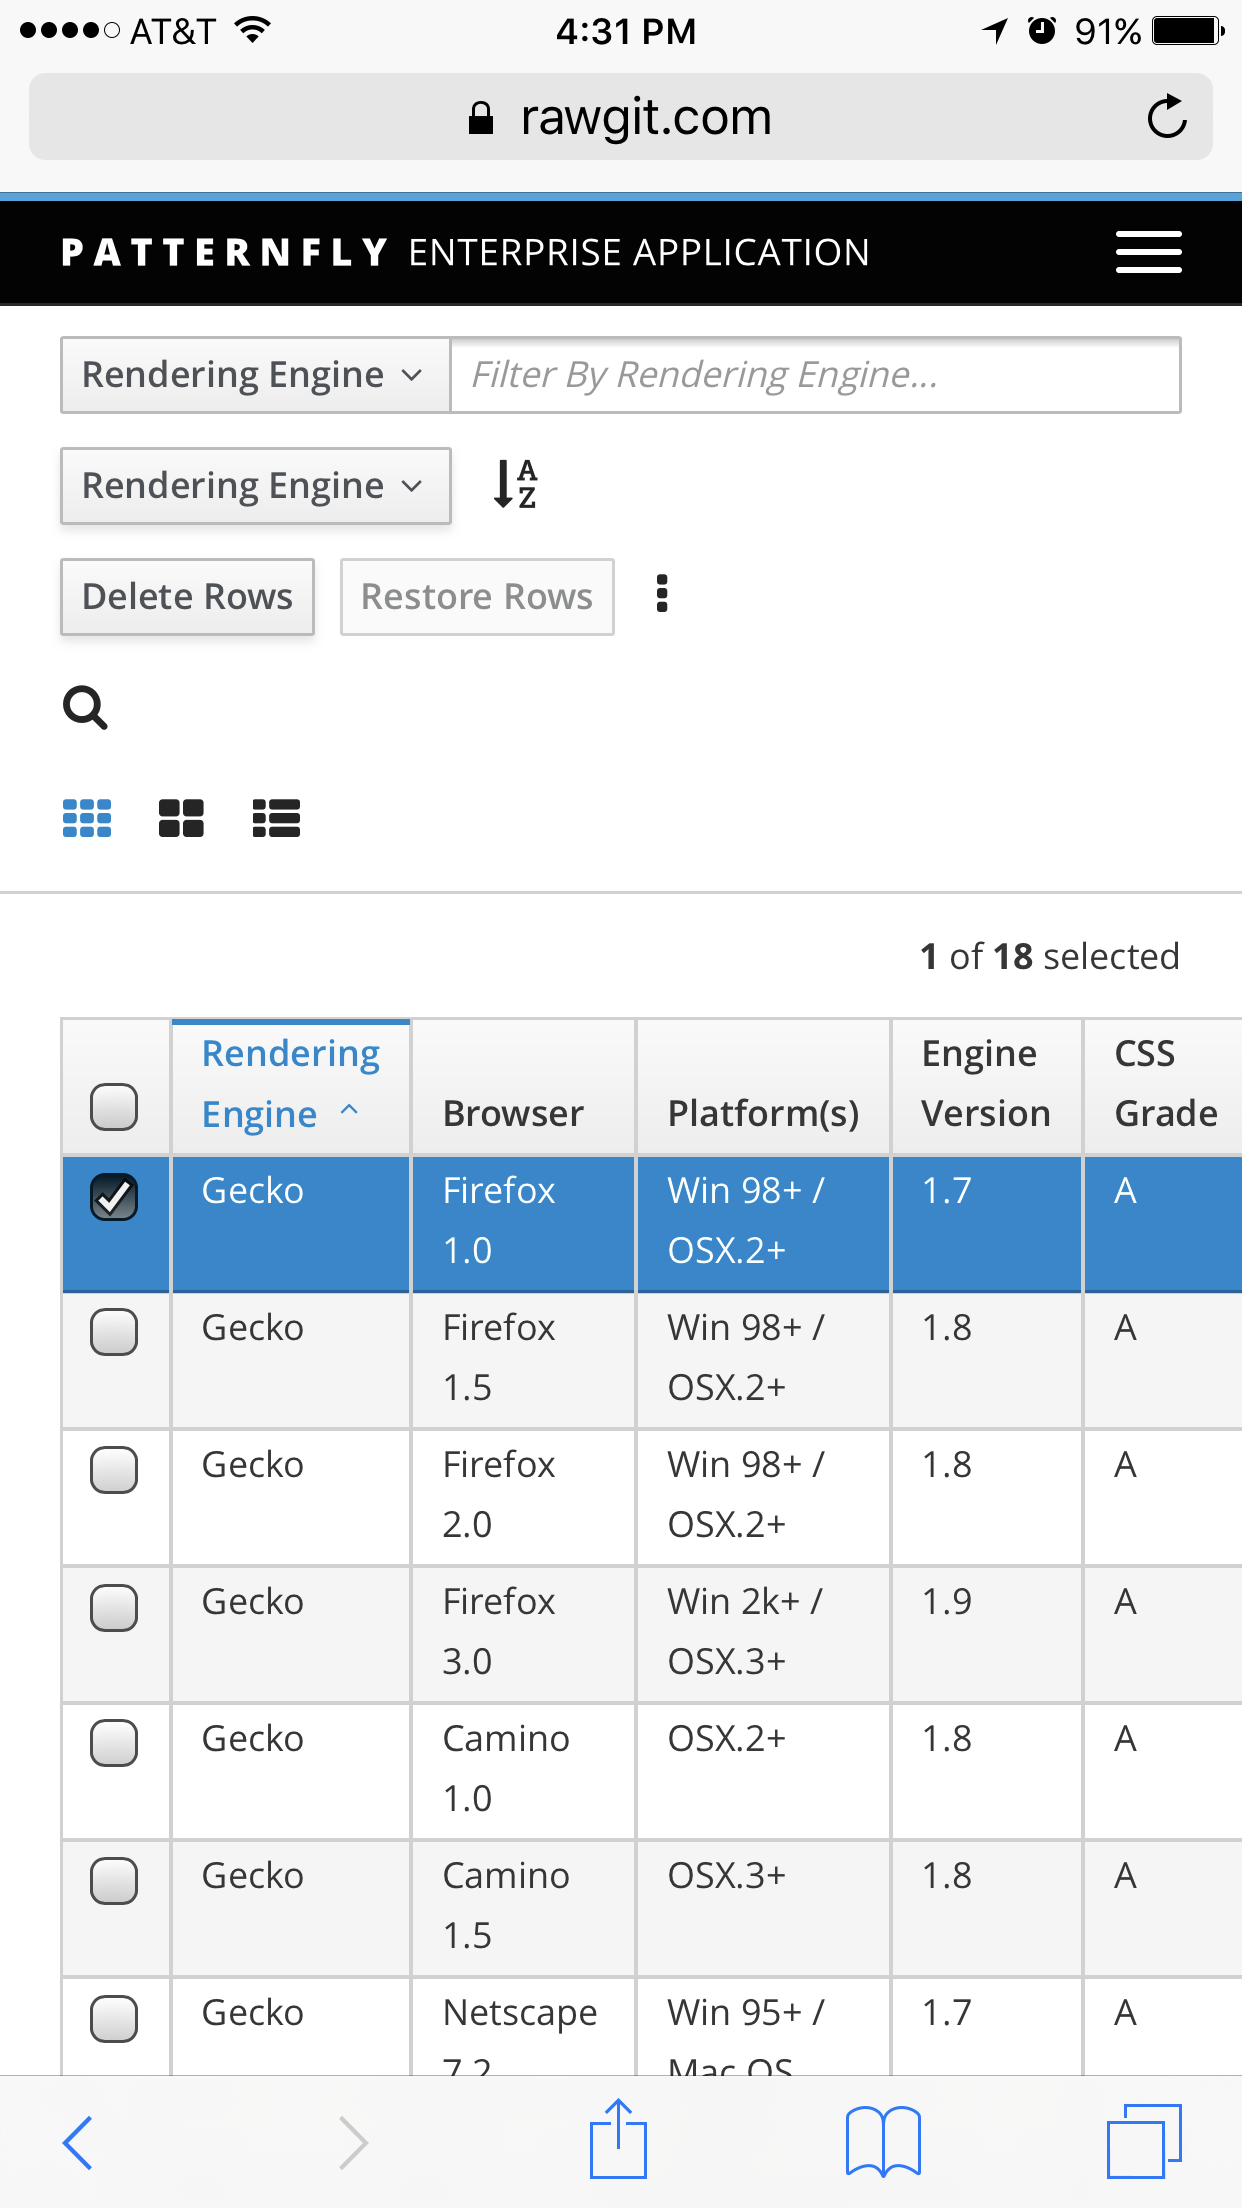 AT&T 4:31 PM 91%
rawgit.com
PATTERNFLY ENTERPRISE APPLICATION
Rendering Engine Filter By Rendering Engine...
Rendering Engine A Z
Delete Rows Restore Rows
1 of 18 selected
Rendering Engine
CSS
Engine Browser Platform(s) Version Grade
Gecko Firefox Win 98+ / 1.7 A
1.0 OSX.2+
Gecko Firefox Win 98+ / 1.8 A
1.5 OSX.2+
Gecko Firefox Win 98+ / 1.8 A
2.0 OSX.2+
Gecko Firefox Win 2k+ / 1.9 A
3.0 OSX.3+
Gecko Camino OSX.2+ 1.8 A
1.0
Gecko Camino OSX.3+ 1.8 A
1.5
Gecko Netscape Win 95+ / 1.7 A
7.2 Mac OS